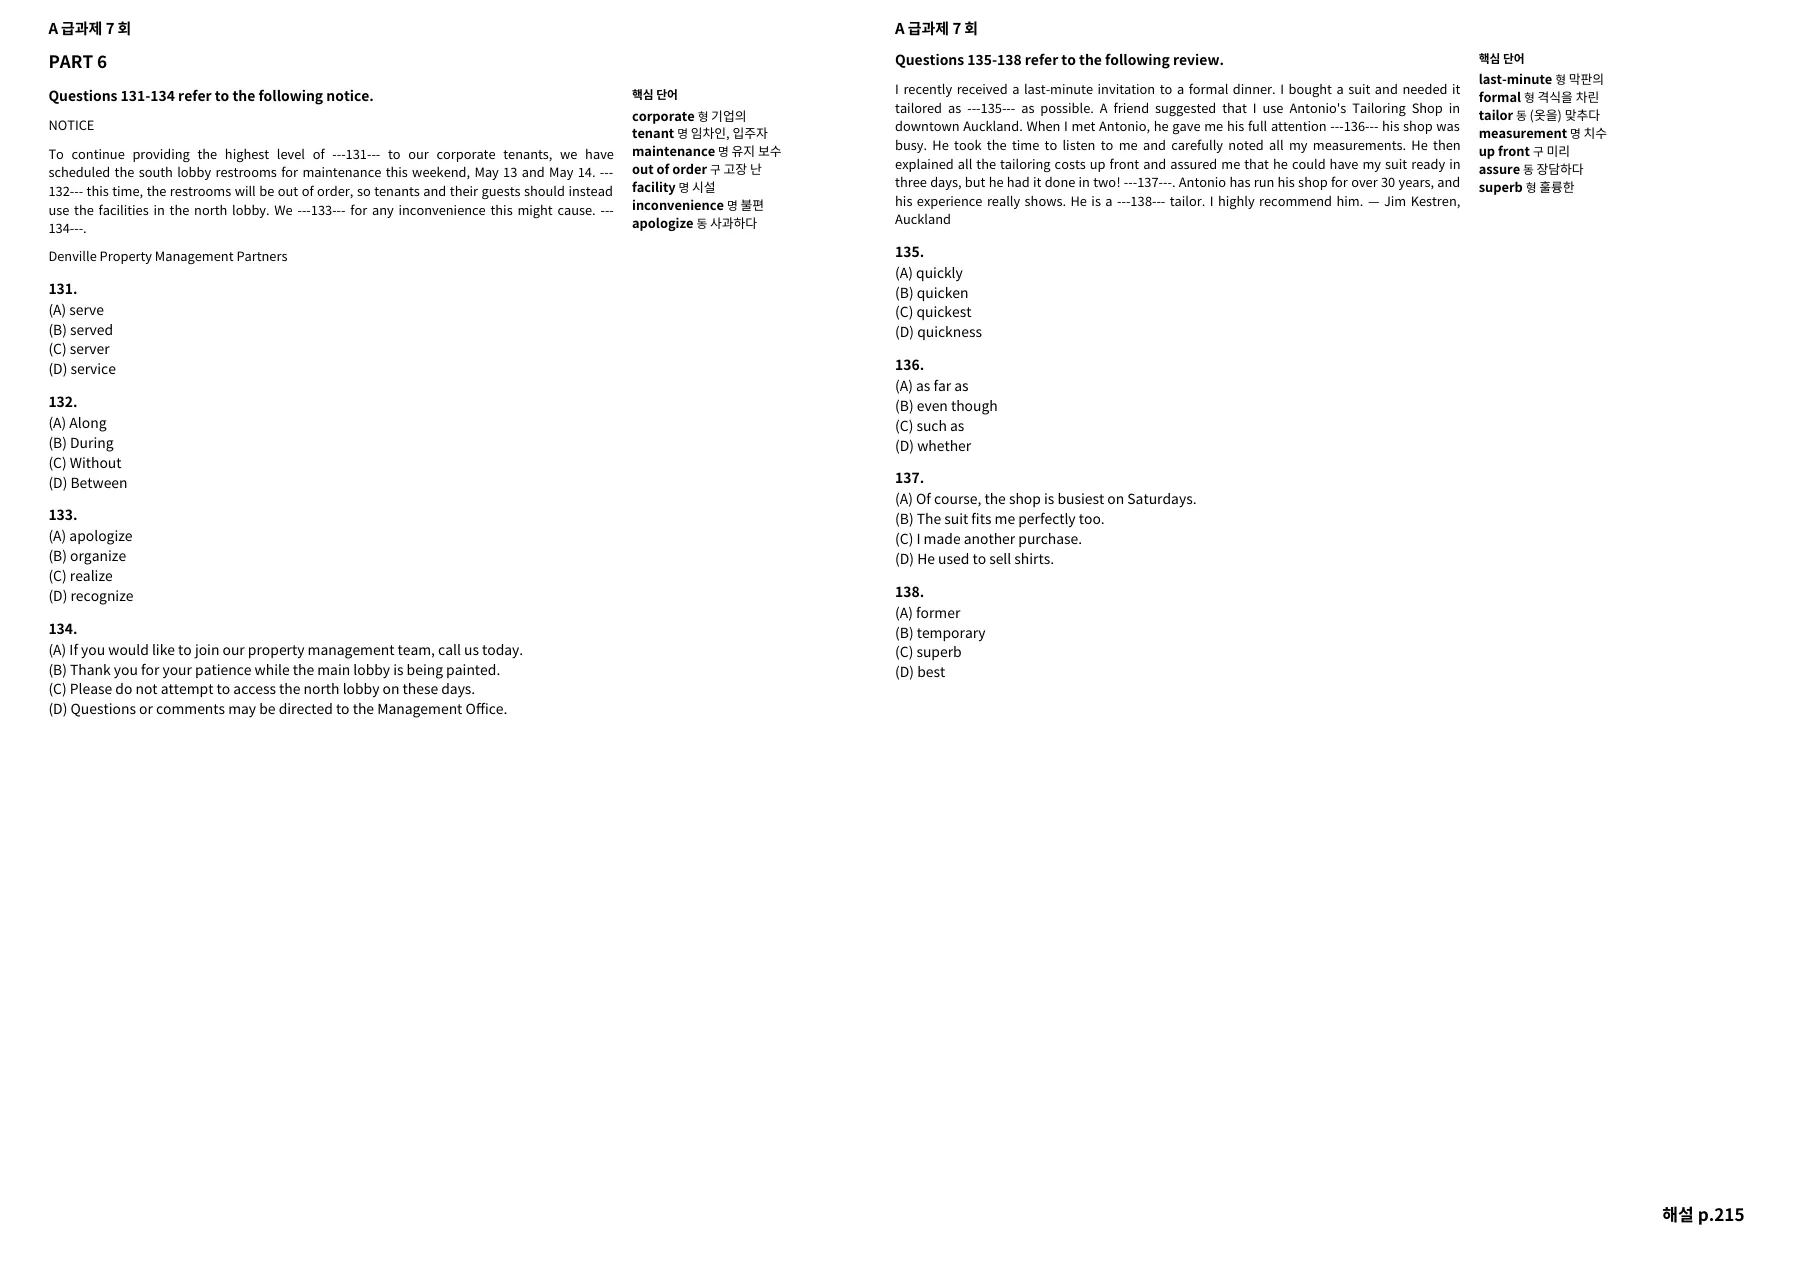 A 급과제 7 회
PART 6
Questions 131-134 refer to the following notice.
NOTICE
To continue providing the highest level of ---131--- to our corporate tenants, we have
scheduled the south lobby restrooms for maintenance this weekend, May 13 and May 14. ---
132--- this time, the restrooms will be out of order, so tenants and their guests should instead
use the facilities in the north lobby. We ---133--- for any inconvenience this might cause. ---
134---.
Denville Property Management Partners
핵심 단어
corporate 형 기업의
tenant 명 임차인, 입주자
maintenance 명 유지 보수
out of order 구 고장 난
facility 명 시설
inconvenience 명 불편
apologize 동 사과하다
131.
(A) serve
(B) served
(C) server
(D) service
132.
(A) Along
(B) During
(C) Without
(D) Between
133.
(A) apologize
(B) organize
(C) realize
(D) recognize
134.
(A) If you would like to join our property management team, call us today.
(B) Thank you for your patience while the main lobby is being painted.
(C) Please do not attempt to access the north lobby on these days.
(D) Questions or comments may be directed to the Management Office.
A 급과제 7 회
Questions 135-138 refer to the following review.
I recently received a last-minute invitation to a formal dinner. I bought a suit and needed it
tailored as ---135--- as possible. A friend suggested that I use Antonio's Tailoring Shop in
downtown Auckland. When I met Antonio, he gave me his full attention ---136--- his shop was
busy. He took the time to listen to me and carefully noted all my measurements. He then
explained all the tailoring costs up front and assured me that he could have my suit ready in
three days, but he had it done in two! ---137---. Antonio has run his shop for over 30 years, and
his experience really shows. He is a ---138--- tailor. I highly recommend him. — Jim Kestren,
Auckland
핵심 단어
last-minute 형 막판의
formal 형 격식을 차린
tailor 동 (옷을) 맞추다
measurement 명 치수
up front 구 미리
assure 동 장담하다
superb 형 훌륭한
135.
(A) quickly
(B) quicken
(C) quickest
(D) quickness
136.
(A) as far as
(B) even though
(C) such as
(D) whether
137.
(A) Of course, the shop is busiest on Saturdays.
(B) The suit fits me perfectly too.
(C) I made another purchase.
(D) He used to sell shirts.
138.
(A) former
(B) temporary
(C) superb
(D) best
해설 p.215